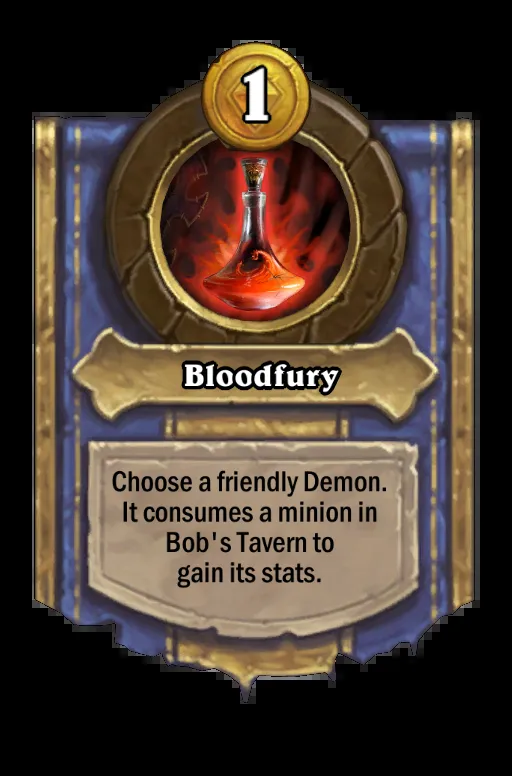 1
Bloodfury
Choose a friendly Demon.
It consumes a minion in
Bob's Tavern to
gain its stats.